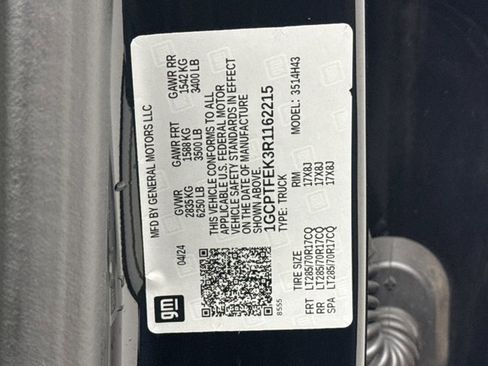 MFD BY GENERAL MOTORS LLC
04/24
GVWR GAWR FRT GAWR RR
2835 KG 1588 KG 1542 KG
6250 LB 3500 LB 3400 LB
THIS VEHICLE CONFORMS TO ALL
APPLICABLE U.S. FEDERAL MOTOR
VEHICLE SAFETY STANDARDS IN EFFECT
ON THE DATE OF MANUFACTURE
SHOWN ABOVE.
1GCPTFEK3R1162215
TYPE: TRUCK MODEL: 3514H43
TIRE SIZE RIM
FRT LT285/70R17CQ 17X8J
RR LT285/70R17CQ 17X8J
SPA LT285/70R17CQ 17X8J
gm
8555